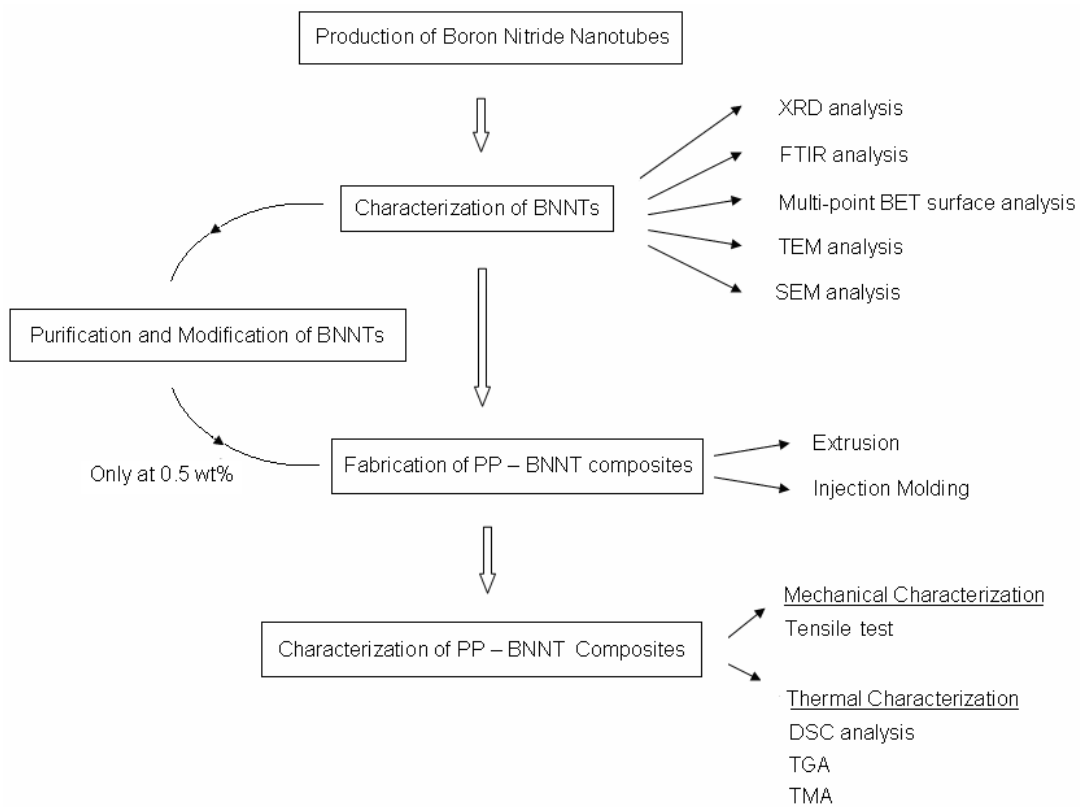 Production of Boron Nitride Nanotubes
XRD analysis
FTIR analysis
Characterization of BNNTs
Multi-point BET surface analysis
TEM analysis
SEM analysis
Purification and Modification of BNNTs
Only at 0.5 wt%
Fabrication of PP – BNNT composites
Extrusion
Injection Molding
Characterization of PP – BNNT Composites
Mechanical Characterization
Tensile test
Thermal Characterization
DSC analysis
TGA
TMA